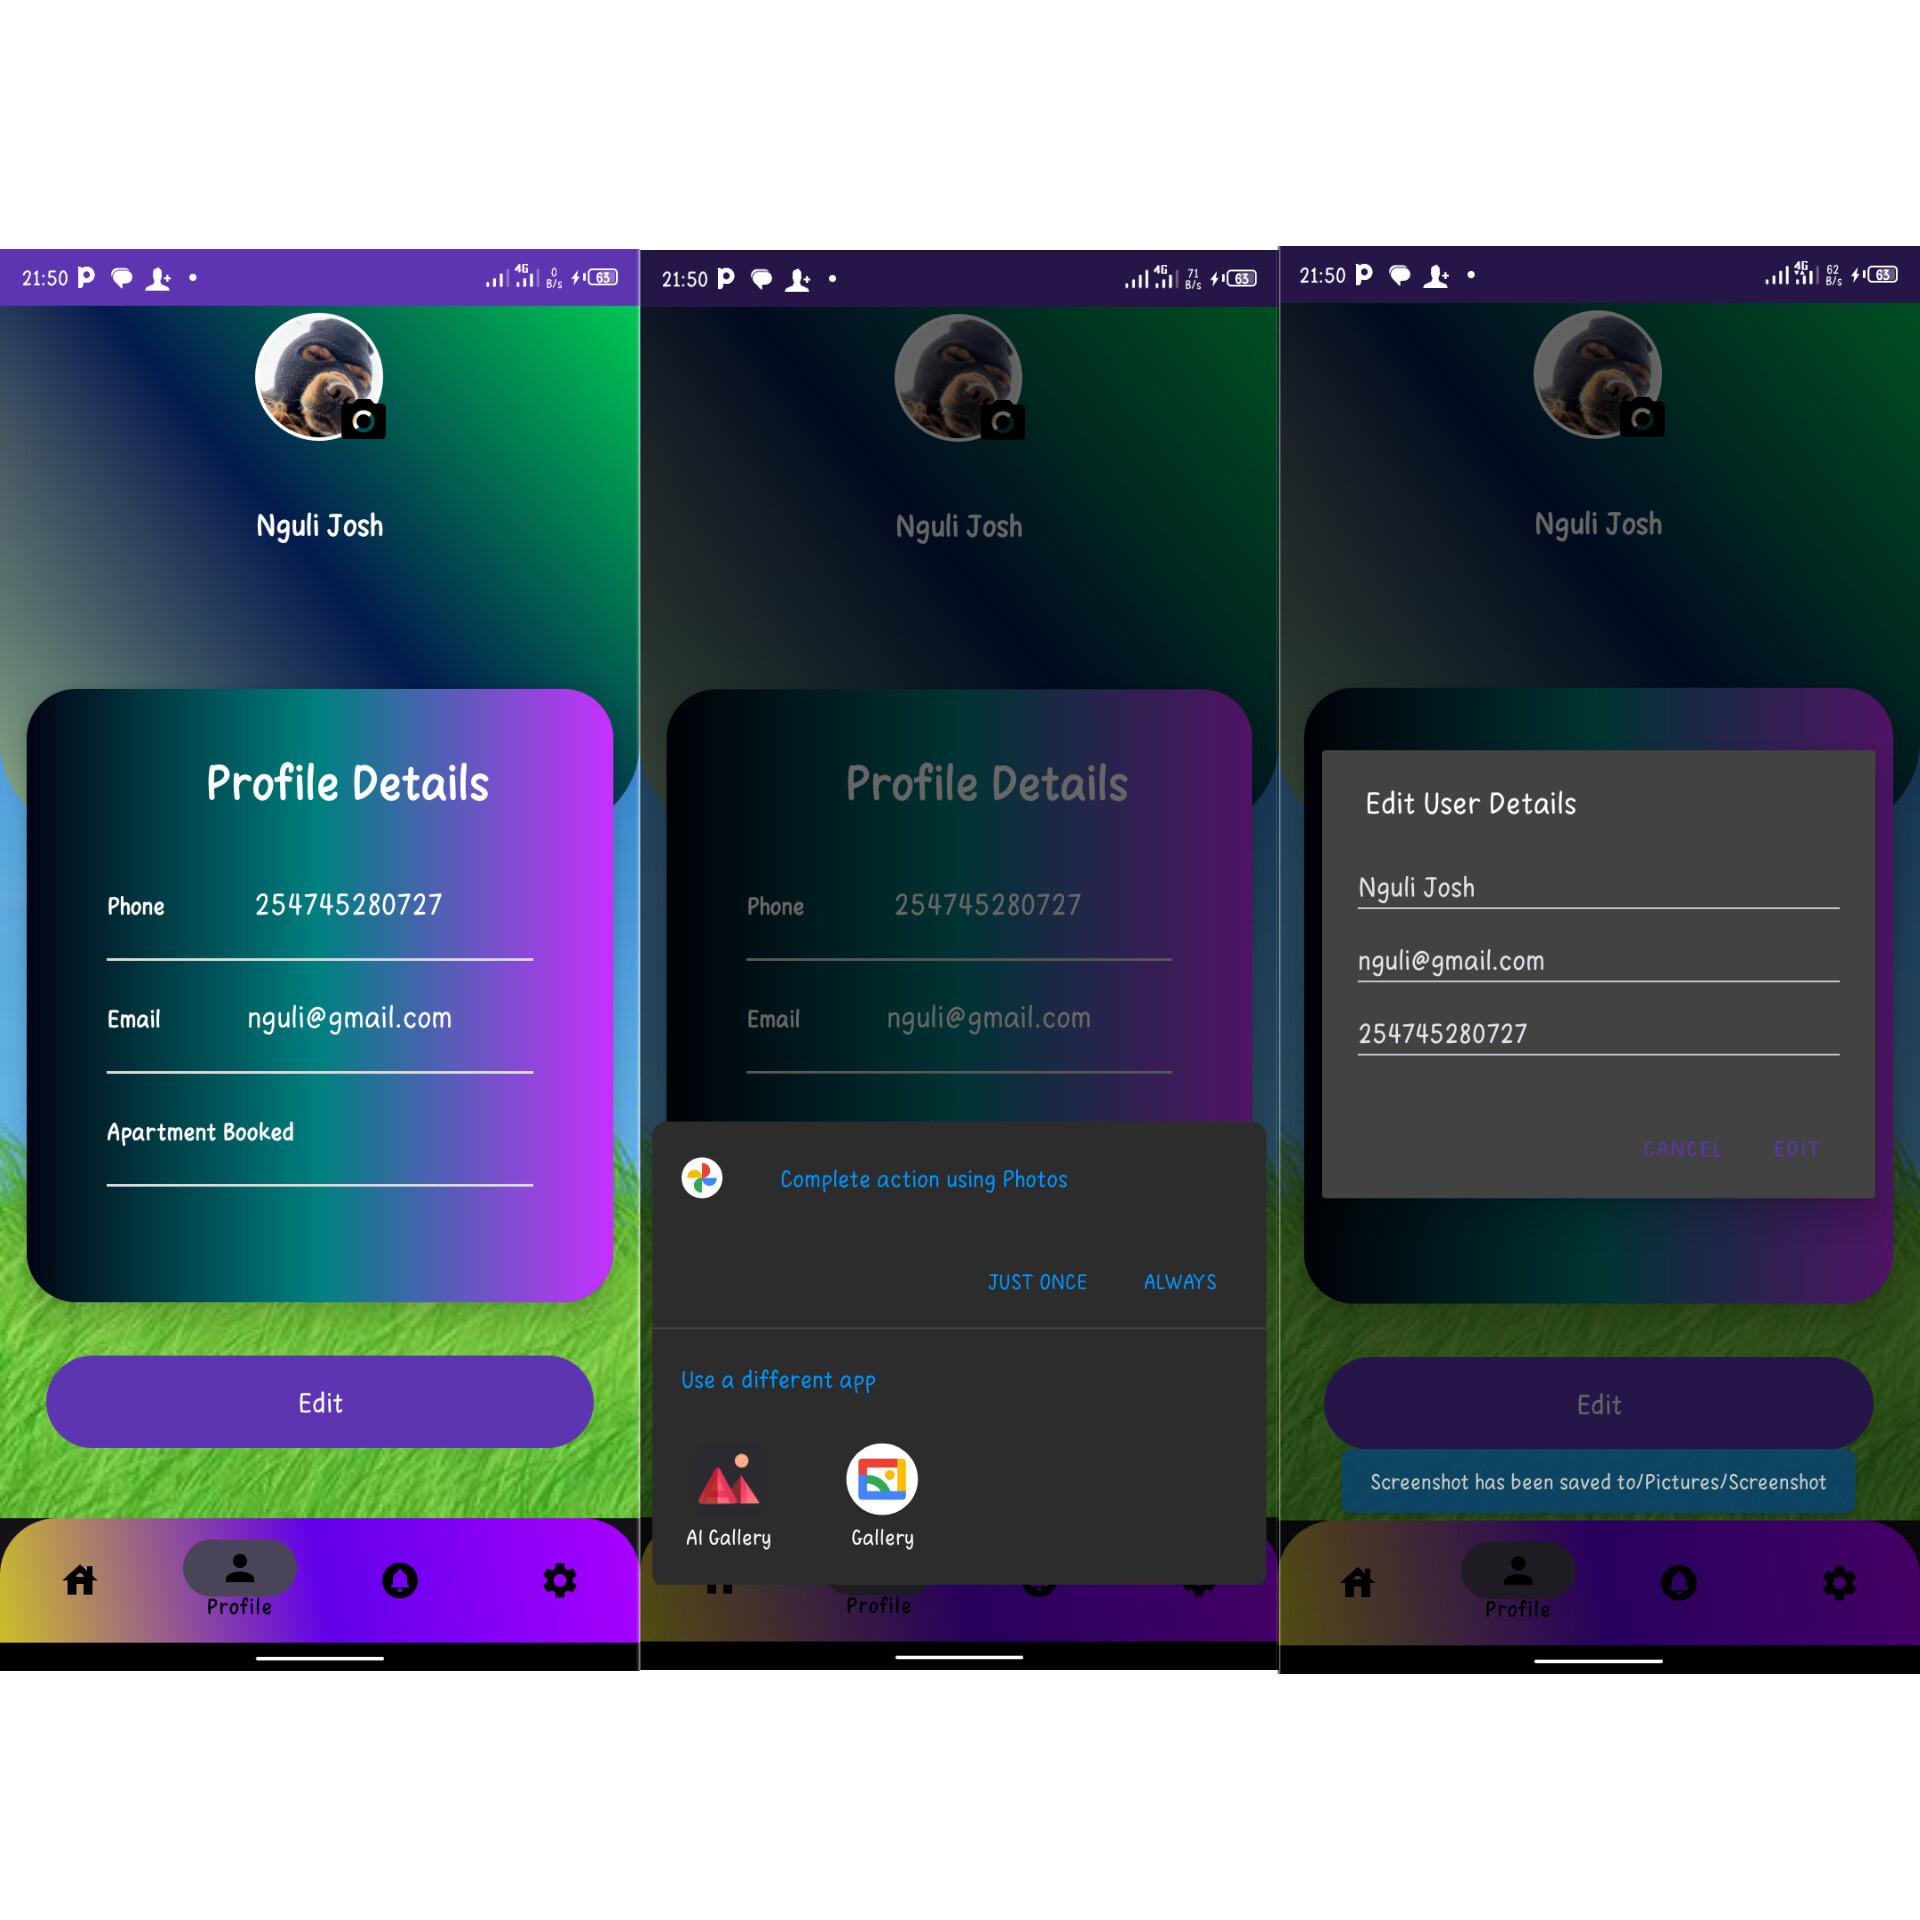 21:50
4G
0
B/s
63
Nguli Josh
Profile Details
Phone 254745280727
Email nguli@gmail.com
Apartment Booked
Edit
Profile
21:50
4G
71
B/s
63
Nguli Josh
Profile Details
Phone 254745280727
Email nguli@gmail.com
Complete action using Photos
JUST ONCE ALWAYS
Use a different app
AI Gallery Gallery
Profile
21:50
4G
62
B/s
63
Nguli Josh
Edit User Details
Nguli Josh
nguli@gmail.com
254745280727
CANCEL EDIT
Edit
Screenshot has been saved to/Pictures/Screenshot
Profile